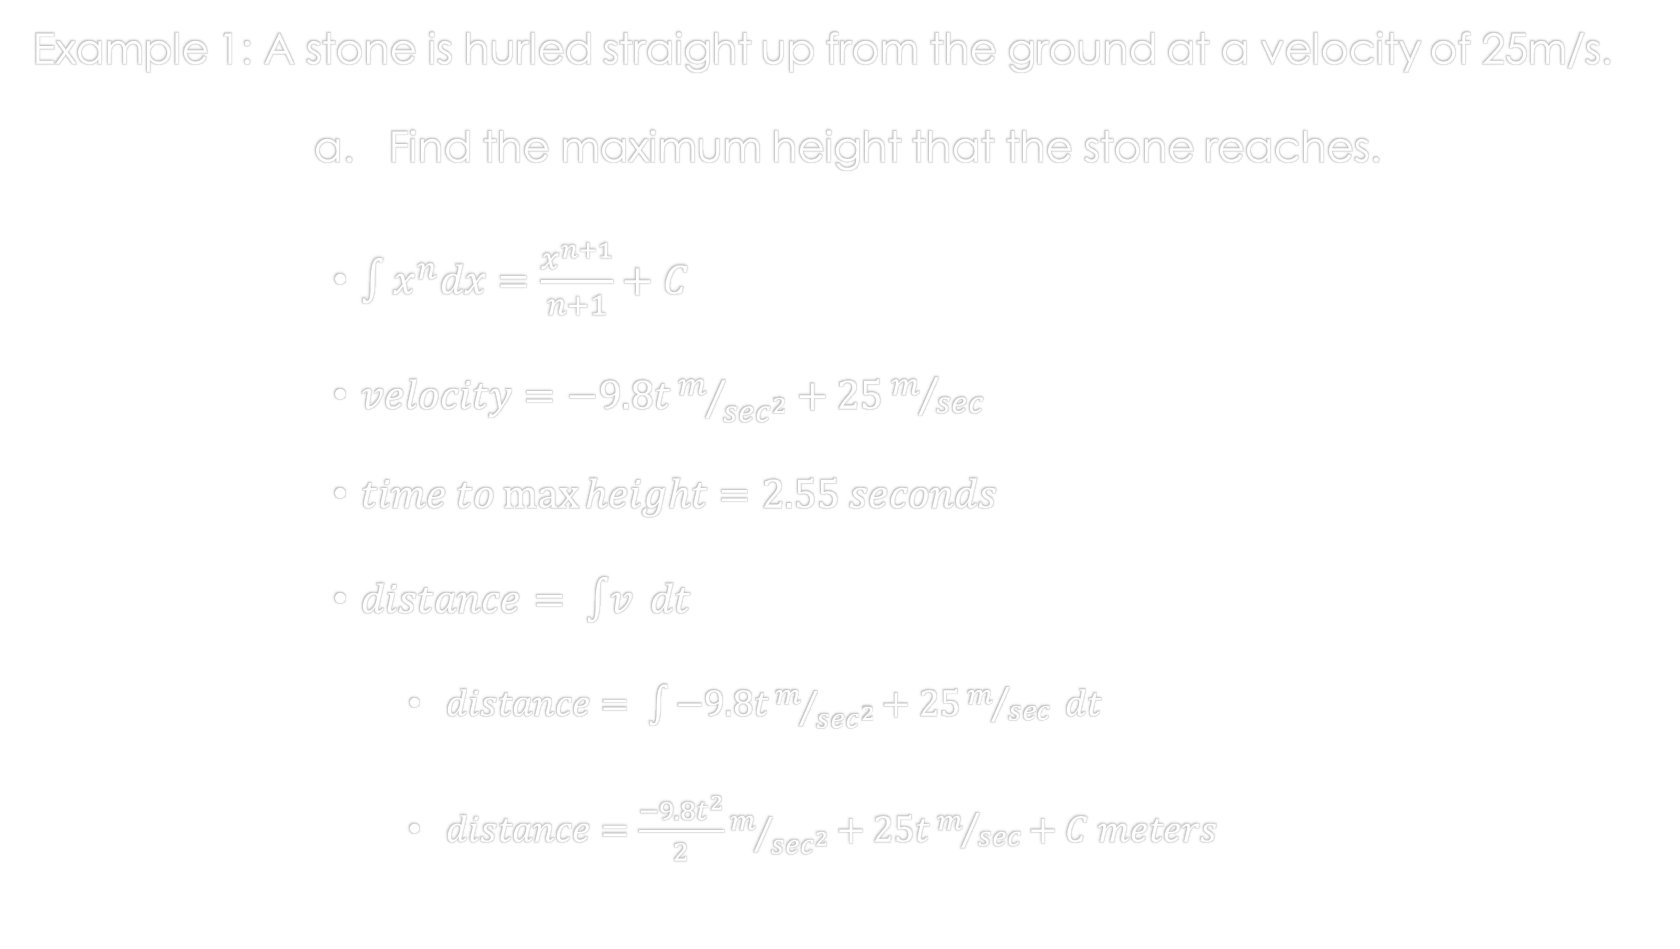 Example 1: A stone is hurled straight up from the ground at a velocity of 25m/s.
a. Find the maximum height that the stone reaches.
• ∫ xⁿ dx = xⁿ⁺¹/n+1 + C
• velocity = −9.8t m/sec² + 25 m/sec
• time to max height = 2.55 seconds
• distance = ∫v dt
• distance = ∫ −9.8t m/sec² + 25 m/sec dt
• distance = −9.8t²/2 m/sec² + 25t m/sec + C meters